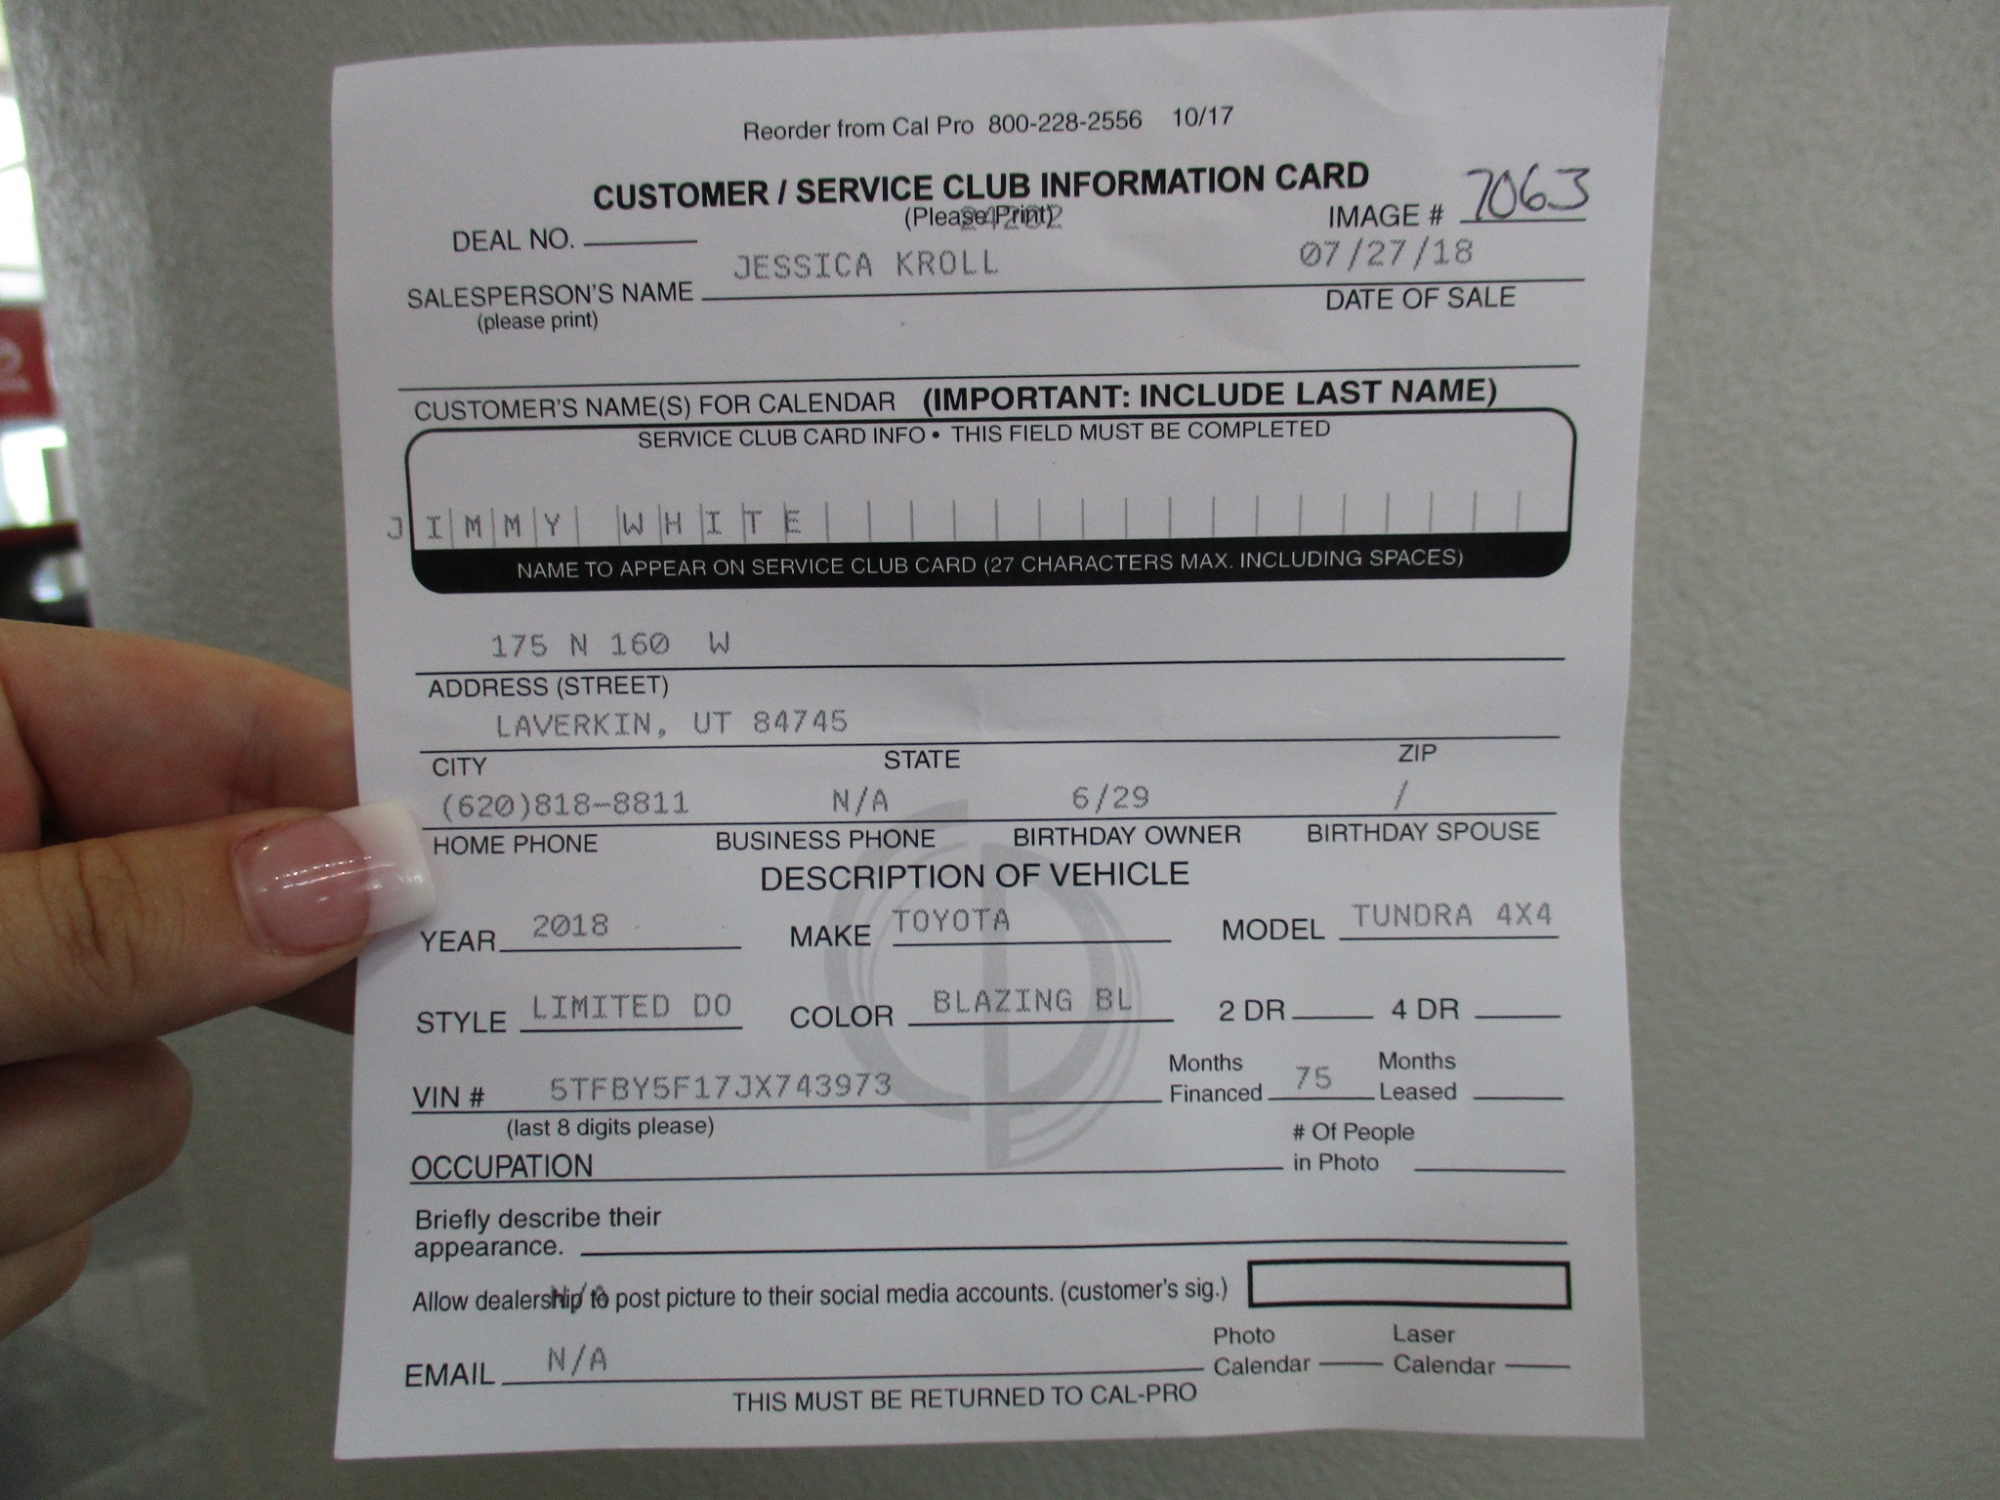 Reorder from Cal Pro 800-228-2556 10/17
CUSTOMER / SERVICE CLUB INFORMATION CARD
(Please Print)
IMAGE # 7063
DEAL NO.
JESSICA KROLL 07/27/18
SALESPERSON'S NAME DATE OF SALE
(please print)
CUSTOMER'S NAME(S) FOR CALENDAR (IMPORTANT: INCLUDE LAST NAME)
SERVICE CLUB CARD INFO • THIS FIELD MUST BE COMPLETED
JIMMY WHITE
NAME TO APPEAR ON SERVICE CLUB CARD (27 CHARACTERS MAX. INCLUDING SPACES)
175 N 160 W
ADDRESS (STREET)
LAVERKIN, UT 84745
CITY STATE ZIP
(620)818-8811 N/A 6/29 /
HOME PHONE BUSINESS PHONE BIRTHDAY OWNER BIRTHDAY SPOUSE
DESCRIPTION OF VEHICLE
YEAR 2018 MAKE TOYOTA MODEL TUNDRA 4X4
STYLE LIMITED DO COLOR BLAZING BL 2 DR 4 DR
VIN # 5TFBY5F17JX743973 Months Financed 75 Months Leased
(last 8 digits please)
OCCUPATION # Of People in Photo
Briefly describe their
appearance.
N/A
Allow dealership to post picture to their social media accounts. (customer's sig.)
EMAIL N/A Photo Calendar Laser Calendar
THIS MUST BE RETURNED TO CAL-PRO